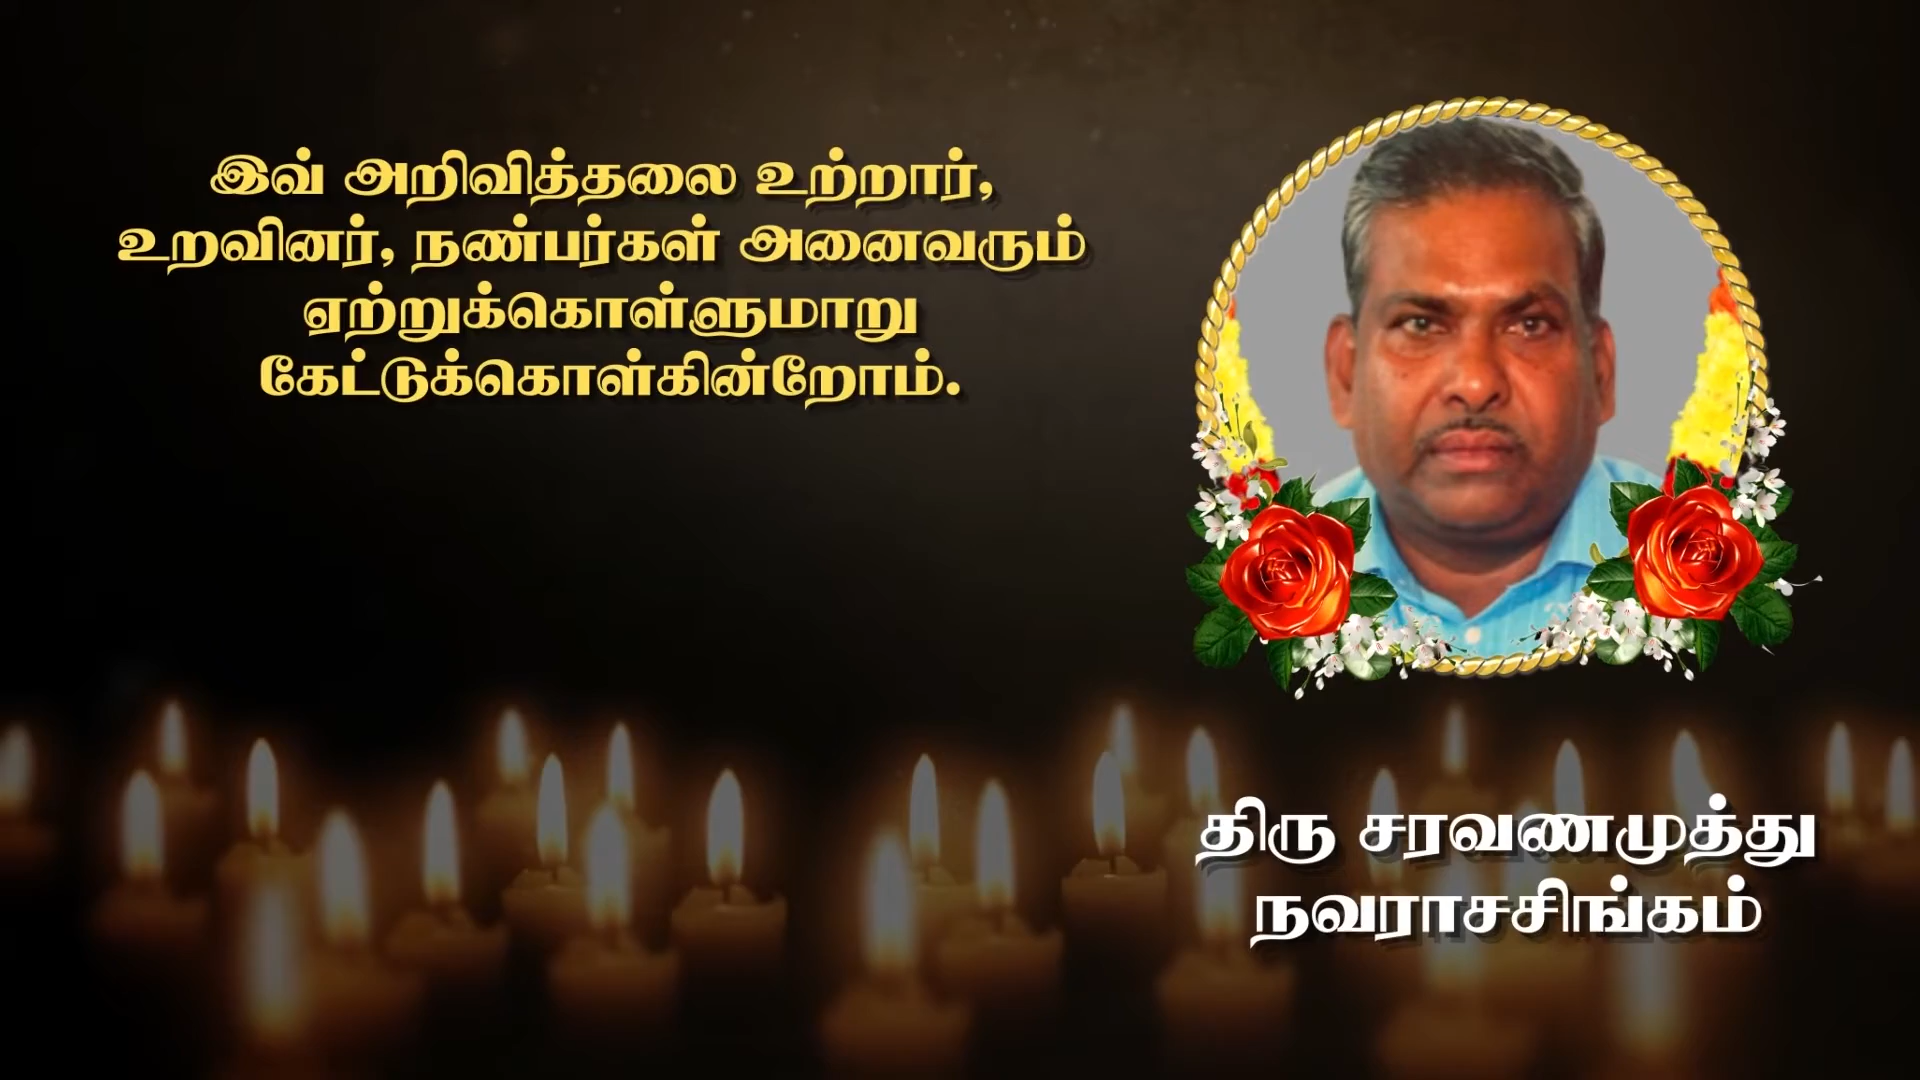 இவ் அறிவித்தலை உற்றார்,
உறவினர், நண்பர்கள் அனைவரும்
ஏற்றுக்கொள்ளுமாறு
கேட்டுக்கொள்கின்றோம்.
திரு சரவணமுத்து
நவராசசிங்கம்